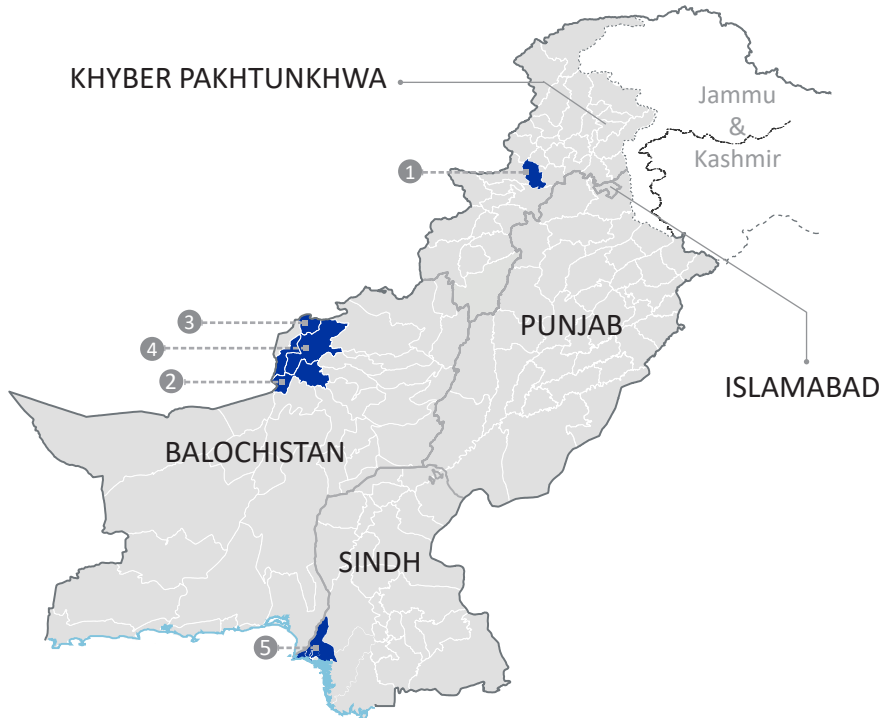 KHYBER PAKHTUNKHWA
Jammu
&
Kashmir
1
3
PUNJAB
4
2
ISLAMABAD
BALOCHISTAN
SINDH
5